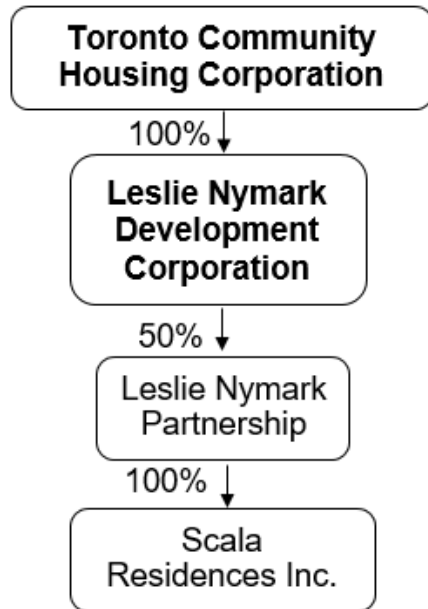 Toronto Community
Housing Corporation
100%
Leslie Nymark
Development
Corporation
50%
Leslie Nymark
Partnership
100%
Scala
Residences Inc.